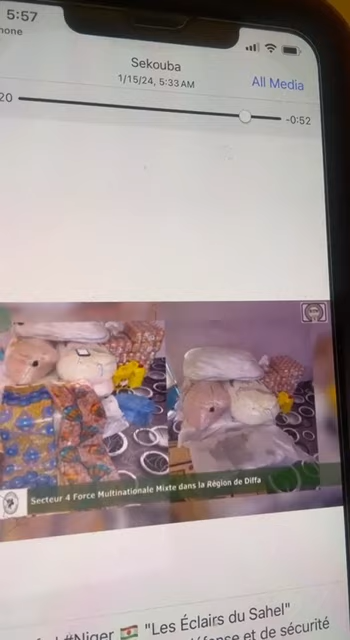 5:57
Sekouba
1/15/24, 5:33 AM
All Media
-0:52
Secteur 4 Force Multinationale Mixte dans la Région de Diffa
#Niger 🇳🇪 "Les Éclairs du Sahel"
et de sécurité